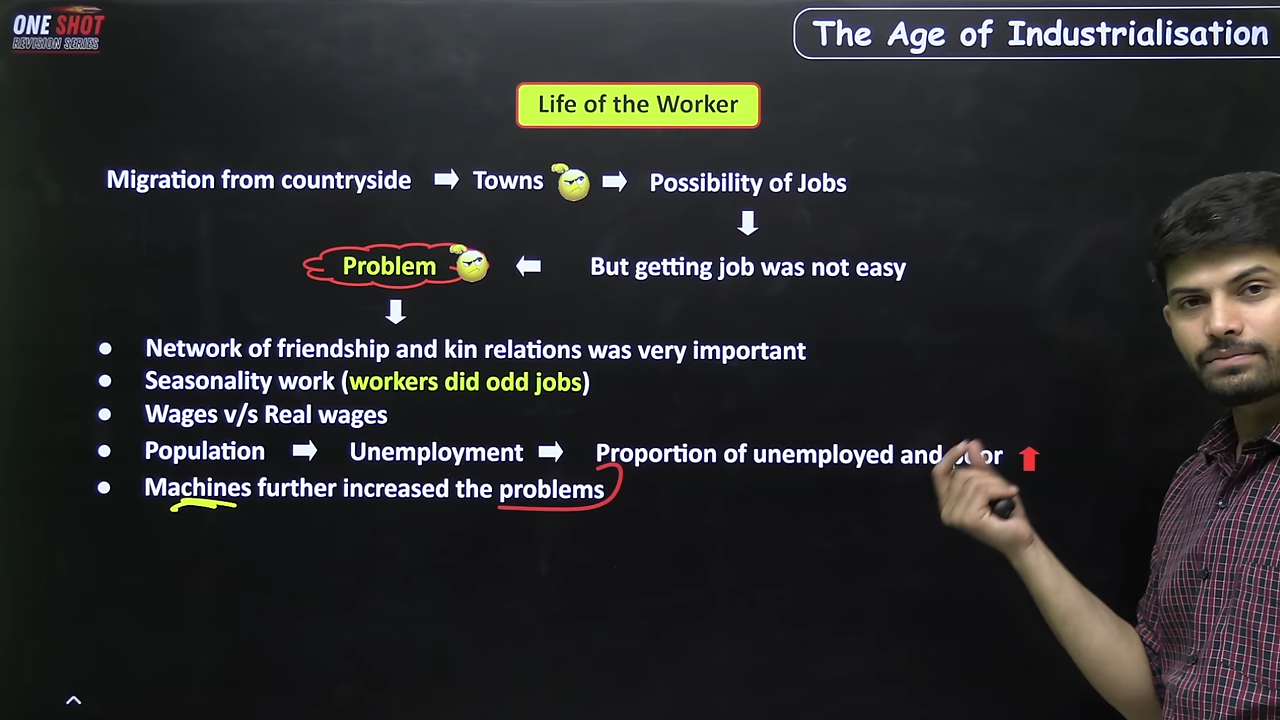 ONE SHOT
REVISION SERIES
The Age of Industrialisation
Life of the Worker
Migration from countryside ➡ Towns ➡ Possibility of Jobs
⬇
Problem ⬅ But getting job was not easy
⬇
• Network of friendship and kin relations was very important
• Seasonality work (workers did odd jobs)
• Wages v/s Real wages
• Population ➡ Unemployment ➡ Proportion of unemployed and poor ⬆
• Machines further increased the problems